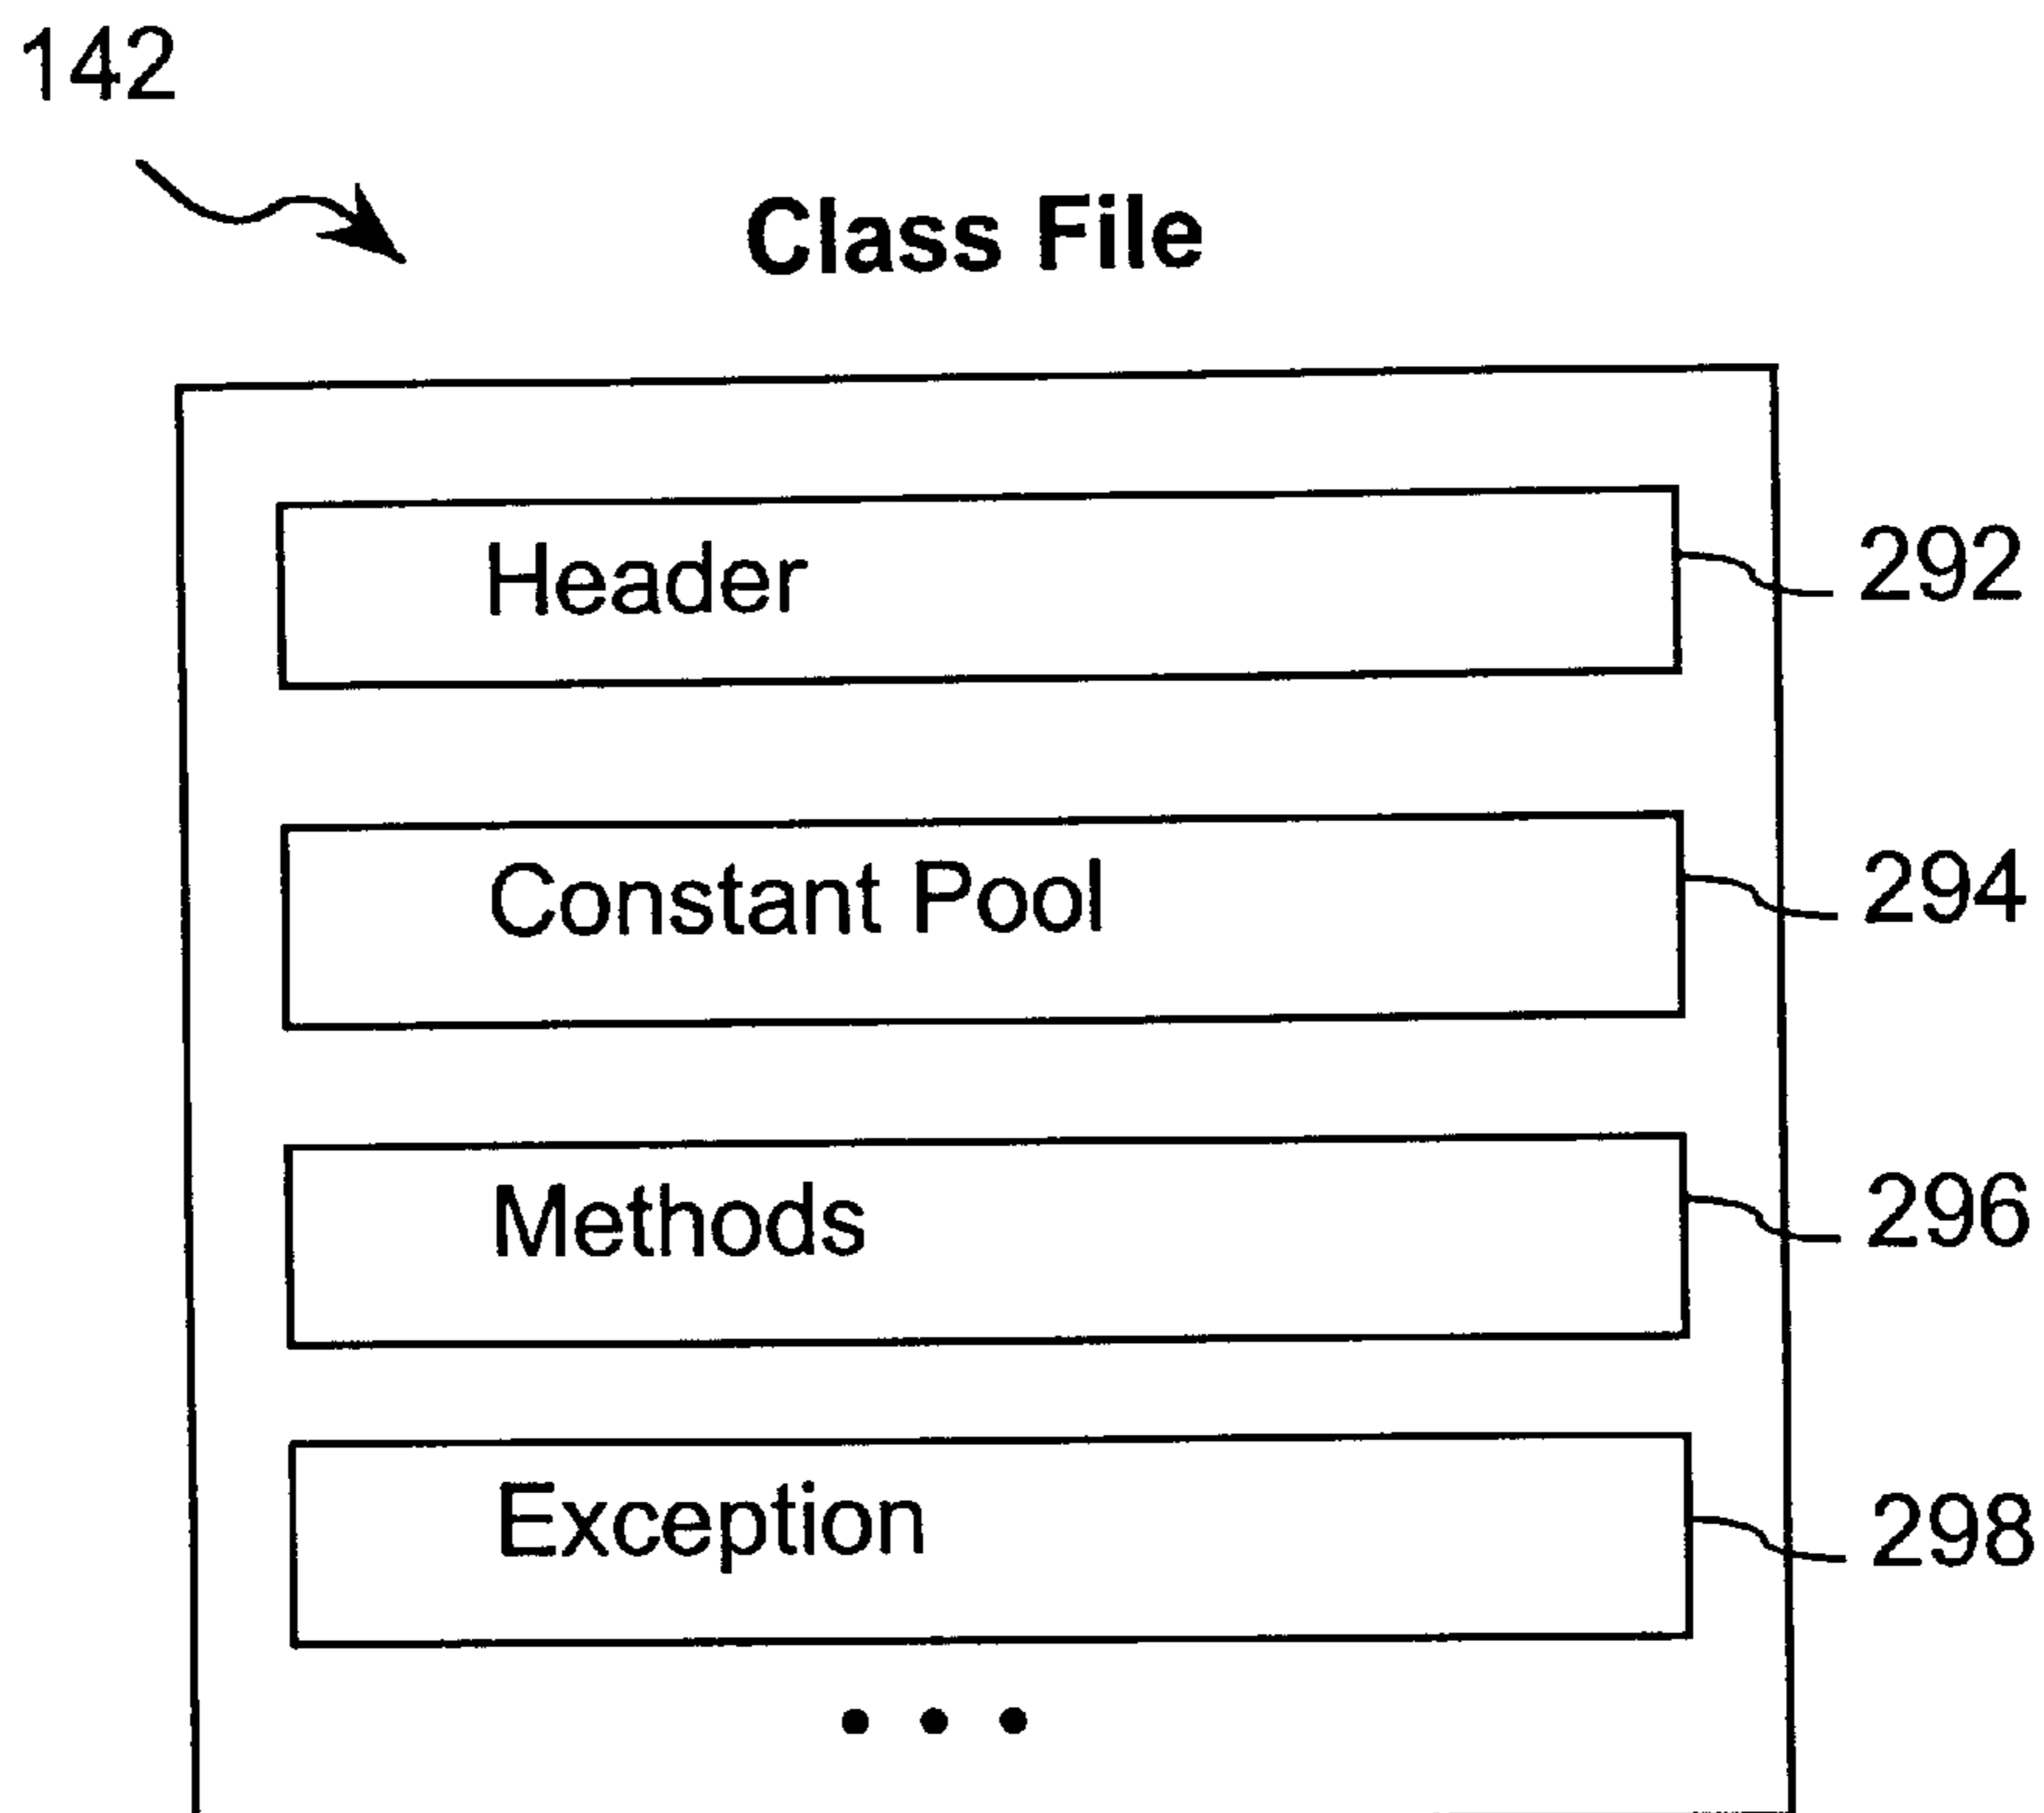 142
Class File
Header
292
Constant Pool
294
Methods
296
Exception
298
• • •